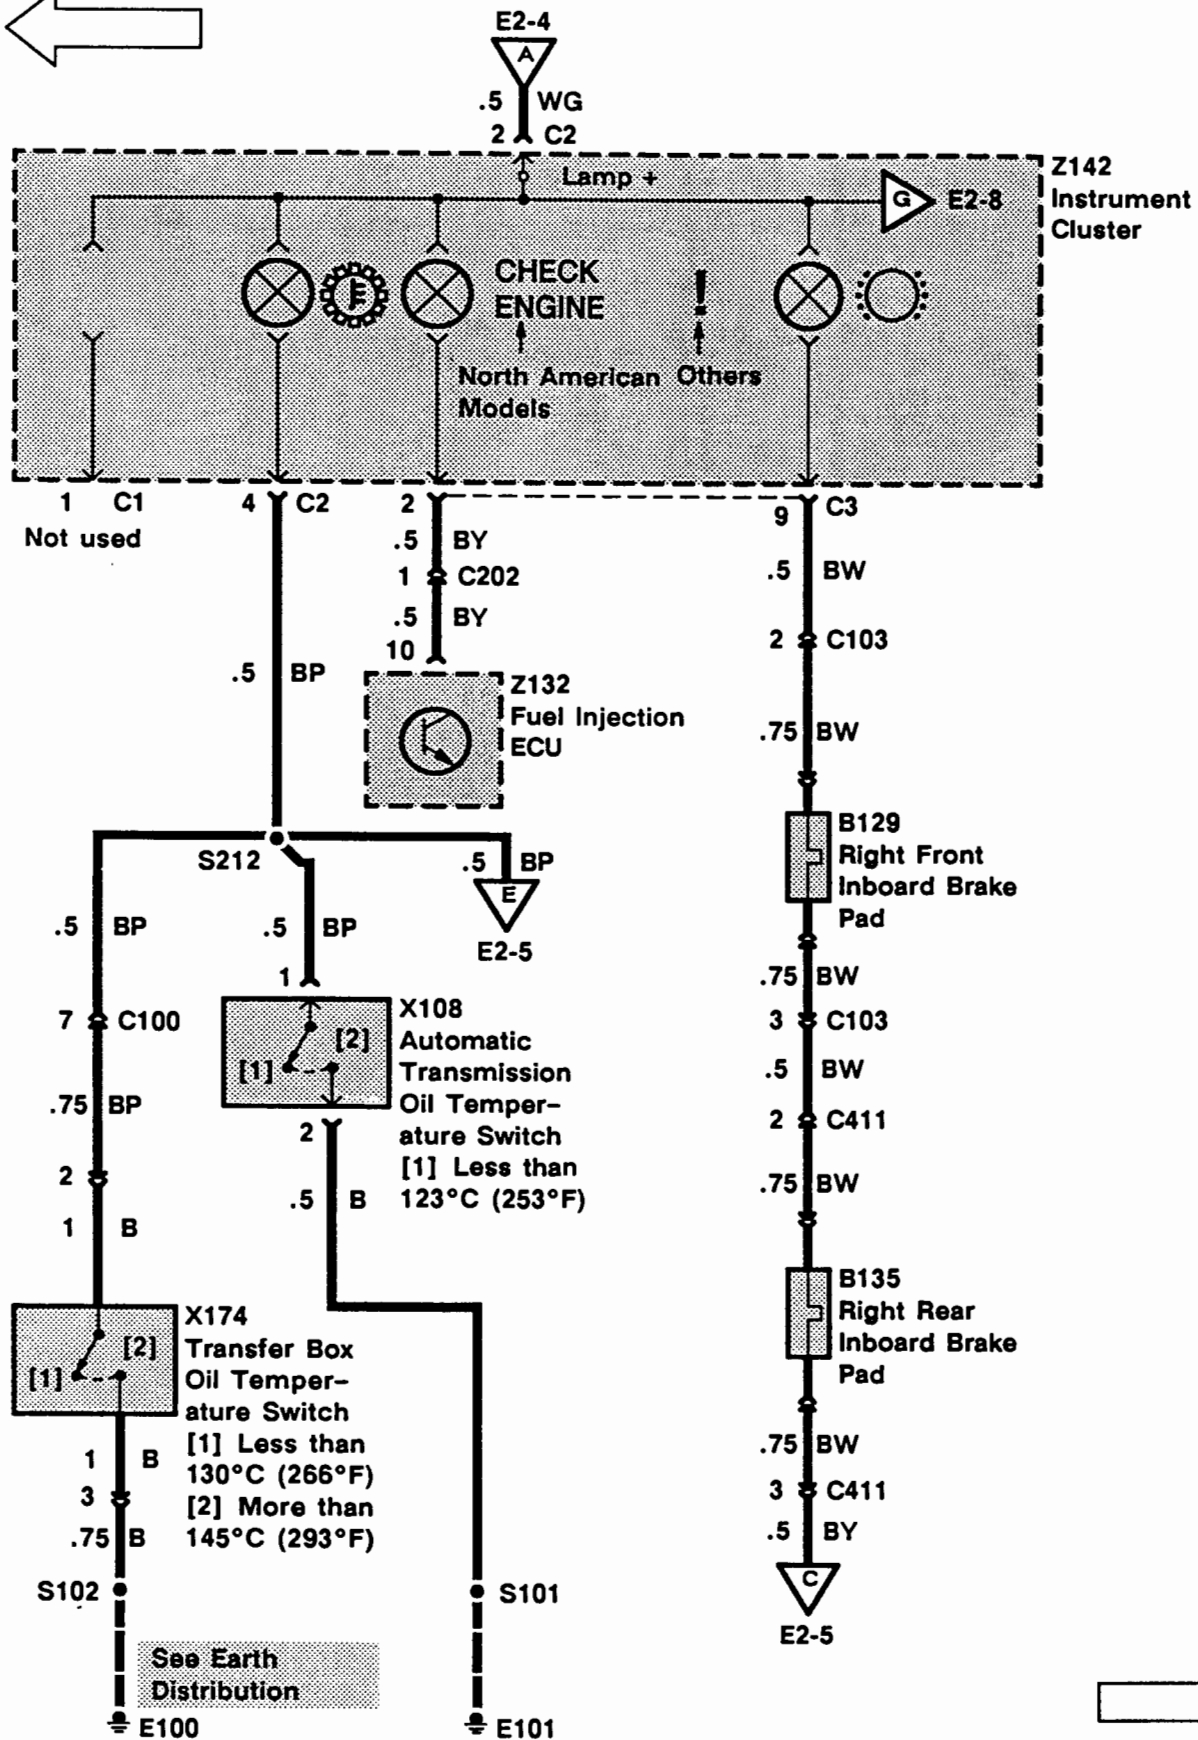 E2-4
A
.5 WG
2 C2
Lamp +
Z142
Instrument
Cluster
G E2-8
CHECK
ENGINE
!
North American
Models
Others
1 C1
Not used
4 C2
2
9 C3
.5 BY
1 C202
.5 BY
10
Z132
Fuel Injection
ECU
.5 BP
.5 BW
2 C103
.75 BW
B129
Right Front
Inboard Brake
Pad
.75 BW
3 C103
.5 BW
2 C411
.75 BW
B135
Right Rear
Inboard Brake
Pad
.75 BW
3 C411
.5 BY
C
E2-5
S212
.5 BP
E
E2-5
.5 BP
7 C100
.75 BP
2
1 B
.5 BP
1
[2]
[1]
X108
Automatic
Transmission
Oil Temper-
ature Switch
[1] Less than
123°C (253°F)
2
.5 B
[2]
[1]
X174
Transfer Box
Oil Temper-
ature Switch
[1] Less than
130°C (266°F)
[2] More than
145°C (293°F)
1 B
3
.75 B
S102
S101
See Earth
Distribution
E100
E101